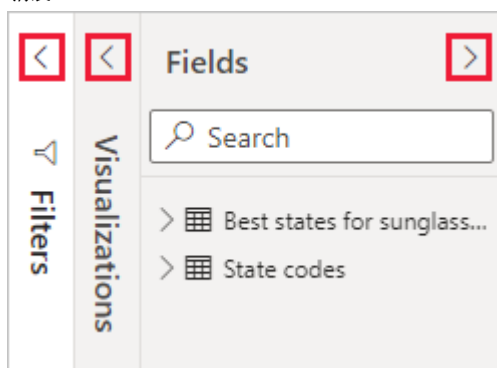 Fields
Search
Best states for sunglass...
State codes
Filters
Visualizations